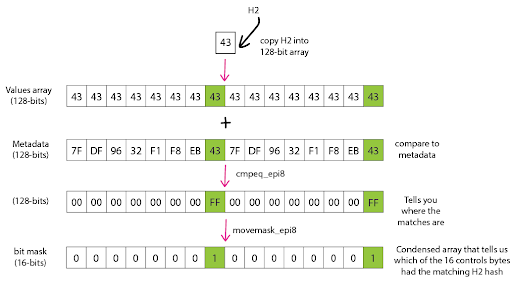 H2
43
copy H2 into
128-bit array
Values array
(128-bits)
43 43 43 43 43 43 43 43 43 43 43 43 43 43 43 43
+
Metadata
(128-bits)
7F DF 96 32 F1 F8 EB 43 7F DF 96 32 F1 F8 EB 43
compare to
metadata
cmpeq_epi8
(128-bits)
00 00 00 00 00 00 00 FF 00 00 00 00 00 00 00 FF
Tells you
where the
matches are
movemask_epi8
bit mask
(16-bits)
0 0 0 0 0 0 0 1 0 0 0 0 0 0 0 1
Condensed array that tells us
which of the 16 controls bytes
had the matching H2 hash